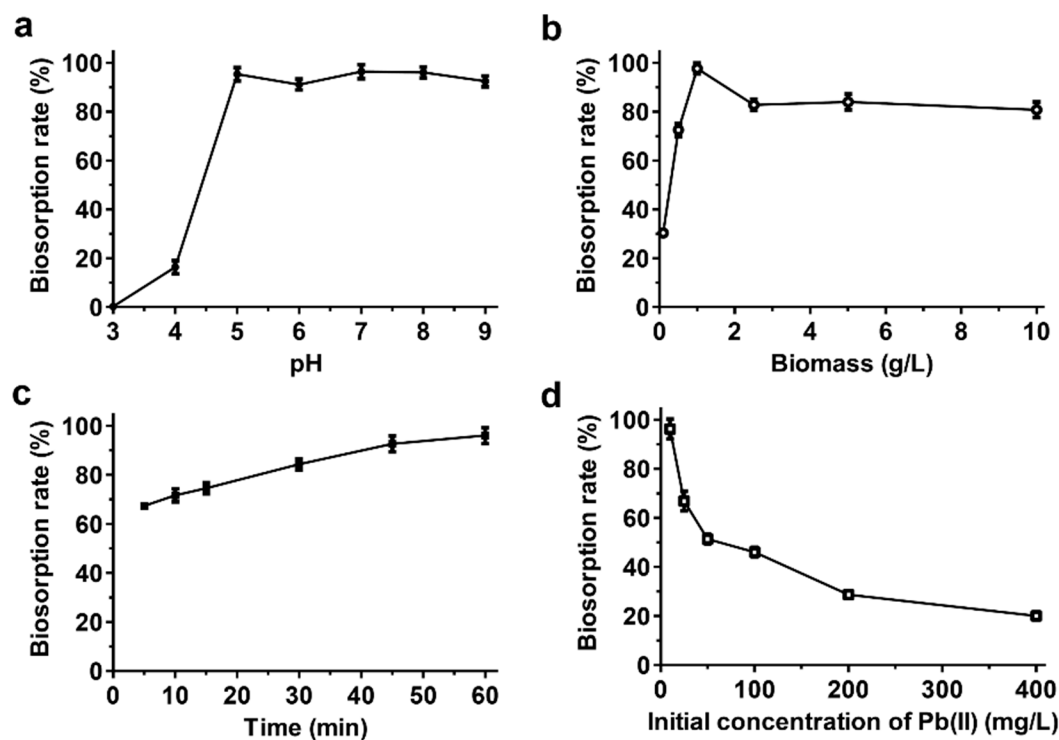 a
Biosorption rate (%)
100
80
60
40
20
0
3 4 5 6 7 8 9
pH
b
Biosorption rate (%)
100
80
60
40
20
0
0 2 4 6 8 10
Biomass (g/L)
c
Biosorption rate (%)
100
80
60
40
20
0
0 10 20 30 40 50 60
Time (min)
d
Biosorption rate (%)
100
80
60
40
20
0
0 100 200 300 400
Initial concentration of Pb(II) (mg/L)